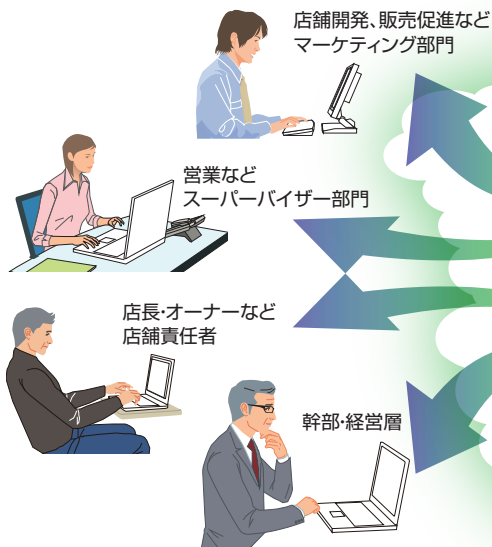 店舗開発、販売促進など
マーケティング部門
営業など
スーパーバイザー部門
店長・オーナーなど
店舗責任者
幹部・経営層